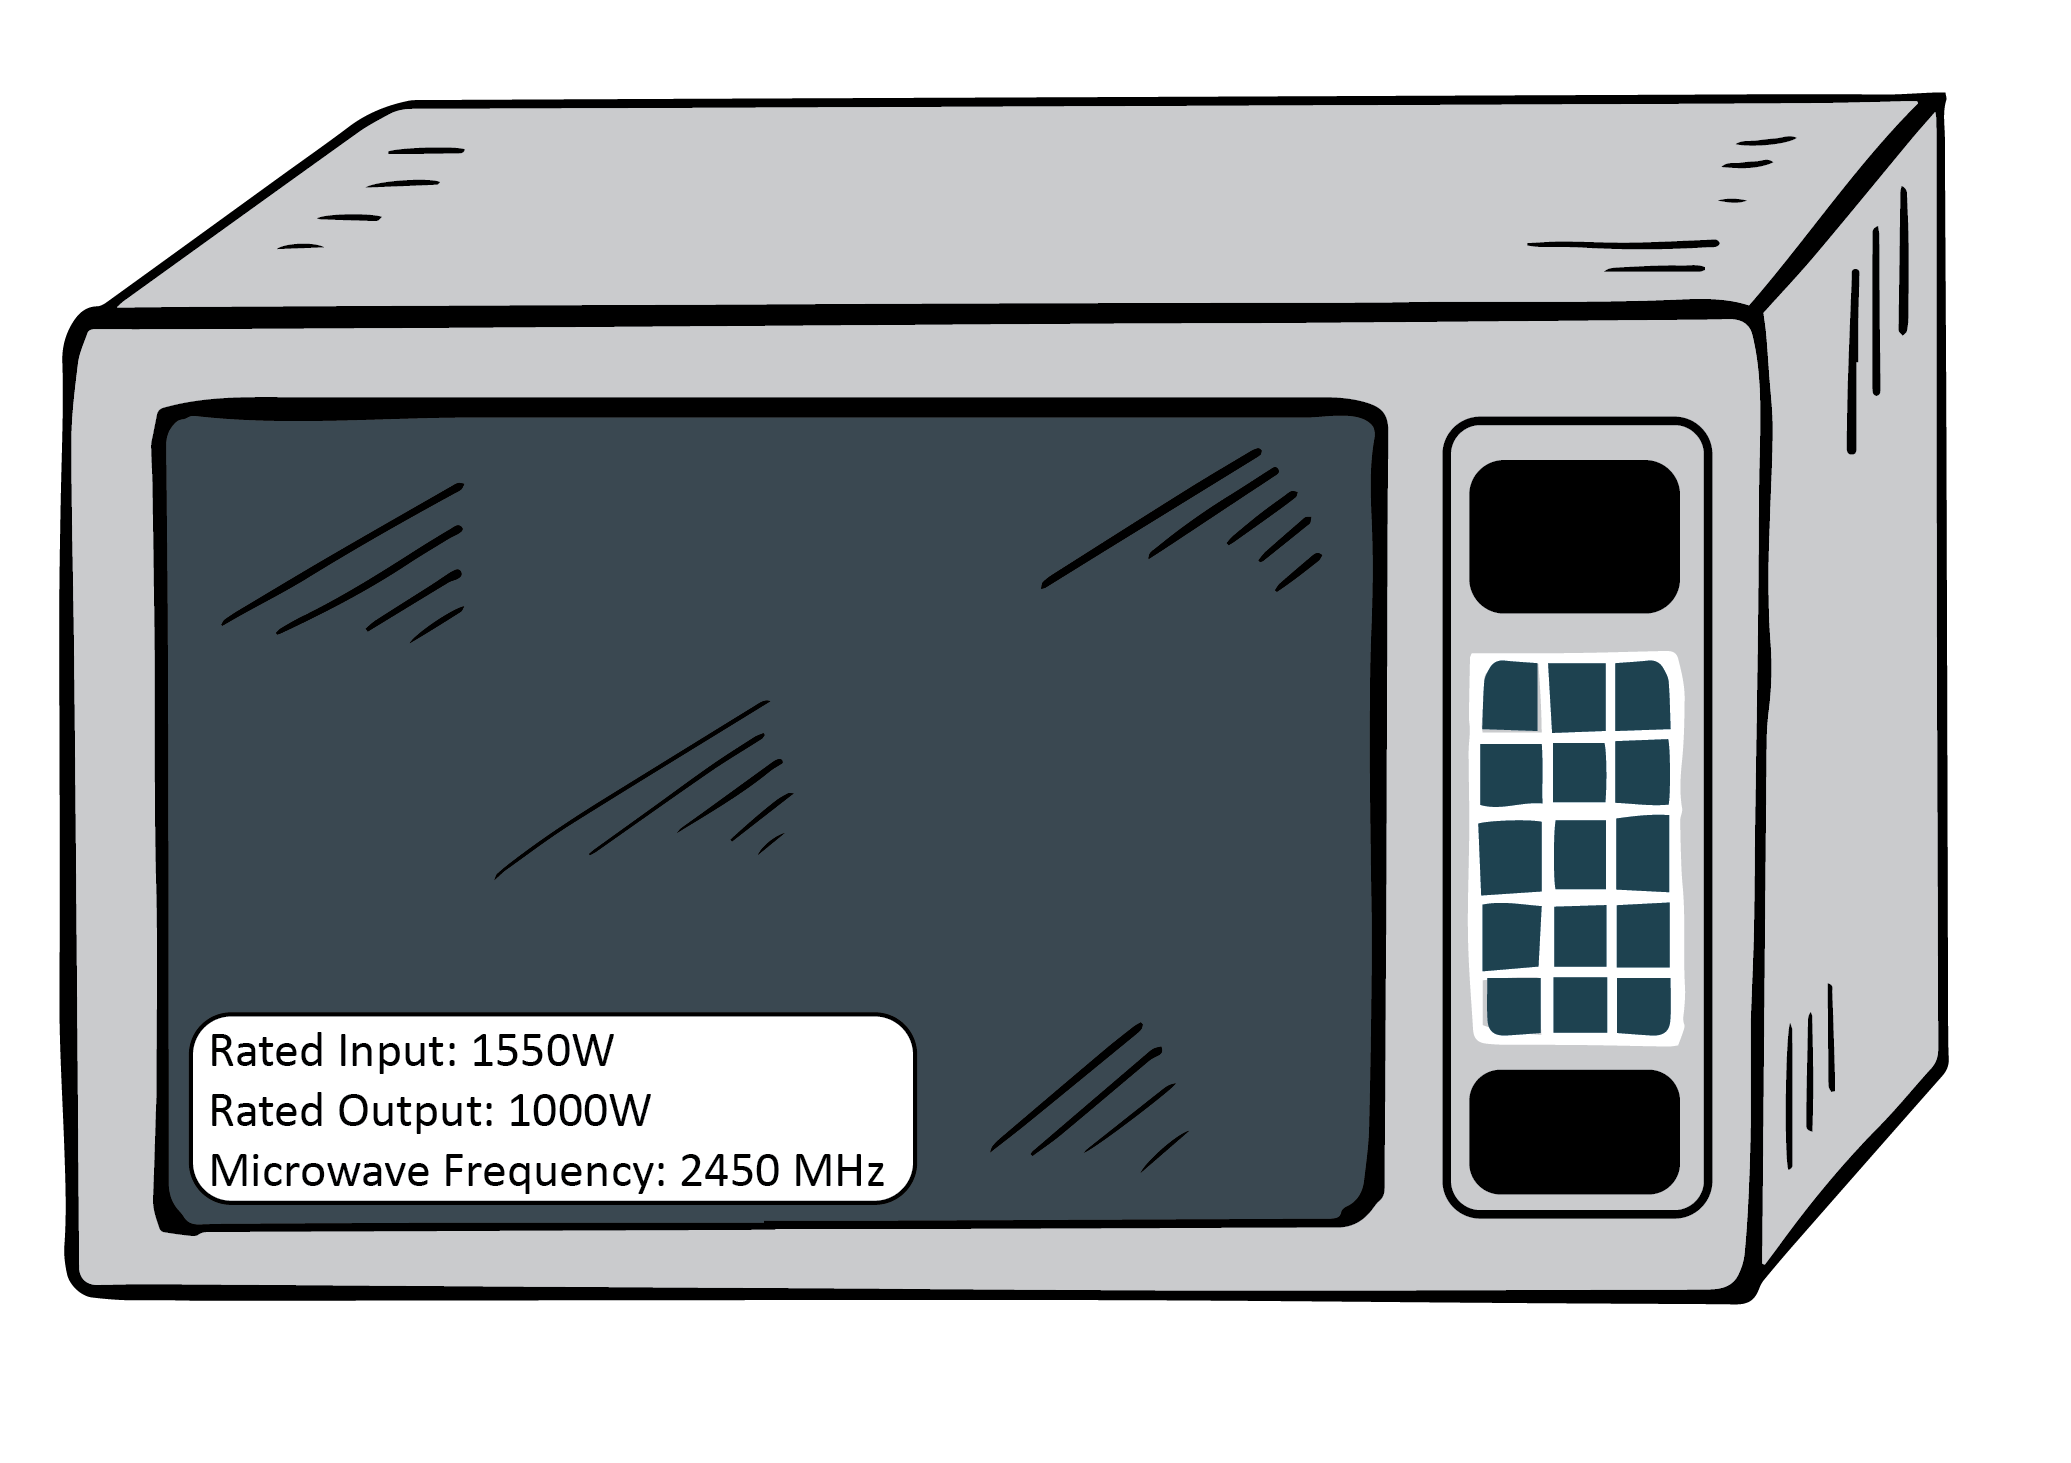 Rated Input: 1550W
Rated Output: 1000W
Microwave Frequency: 2450 MHz